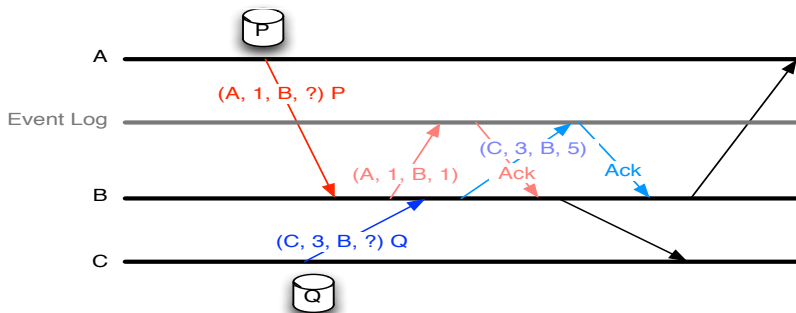 P
A
(A, 1, B, ?) P
Event Log
(C, 3, B, 5)
(A, 1, B, 1)
Ack
Ack
B
(C, 3, B, ?) Q
C
Q